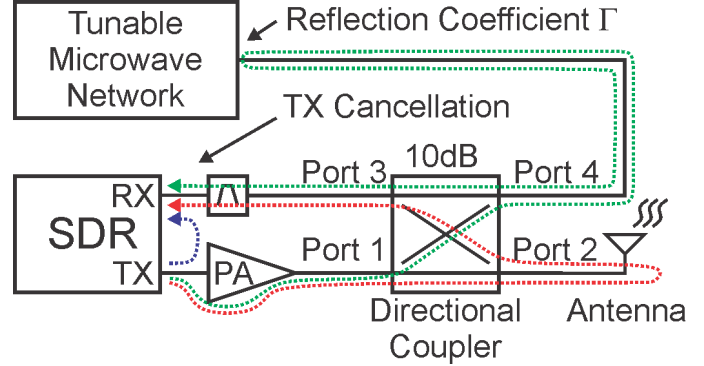 Tunable
Microwave
Network
Reflection Coefficient Γ
TX Cancellation
Port 3
10dB
Port 4
RX
SDR
TX
PA
Port 1
Port 2
Directional
Coupler
Antenna